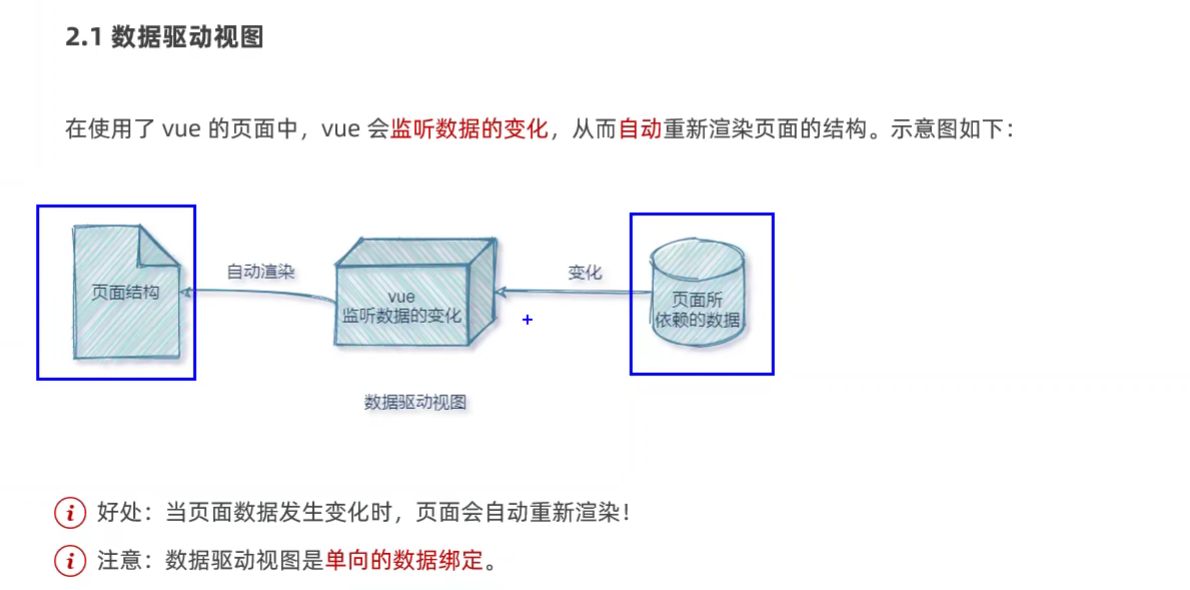 2.1 数据驱动视图
在使用了 vue 的页面中，vue 会监听数据的变化，从而自动重新渲染页面的结构。示意图如下：
页面结构
自动渲染
vue
监听数据的变化
变化
页面所
依赖的数据
数据驱动视图
i 好处：当页面数据发生变化时，页面会自动重新渲染！
i 注意：数据驱动视图是单向的数据绑定。